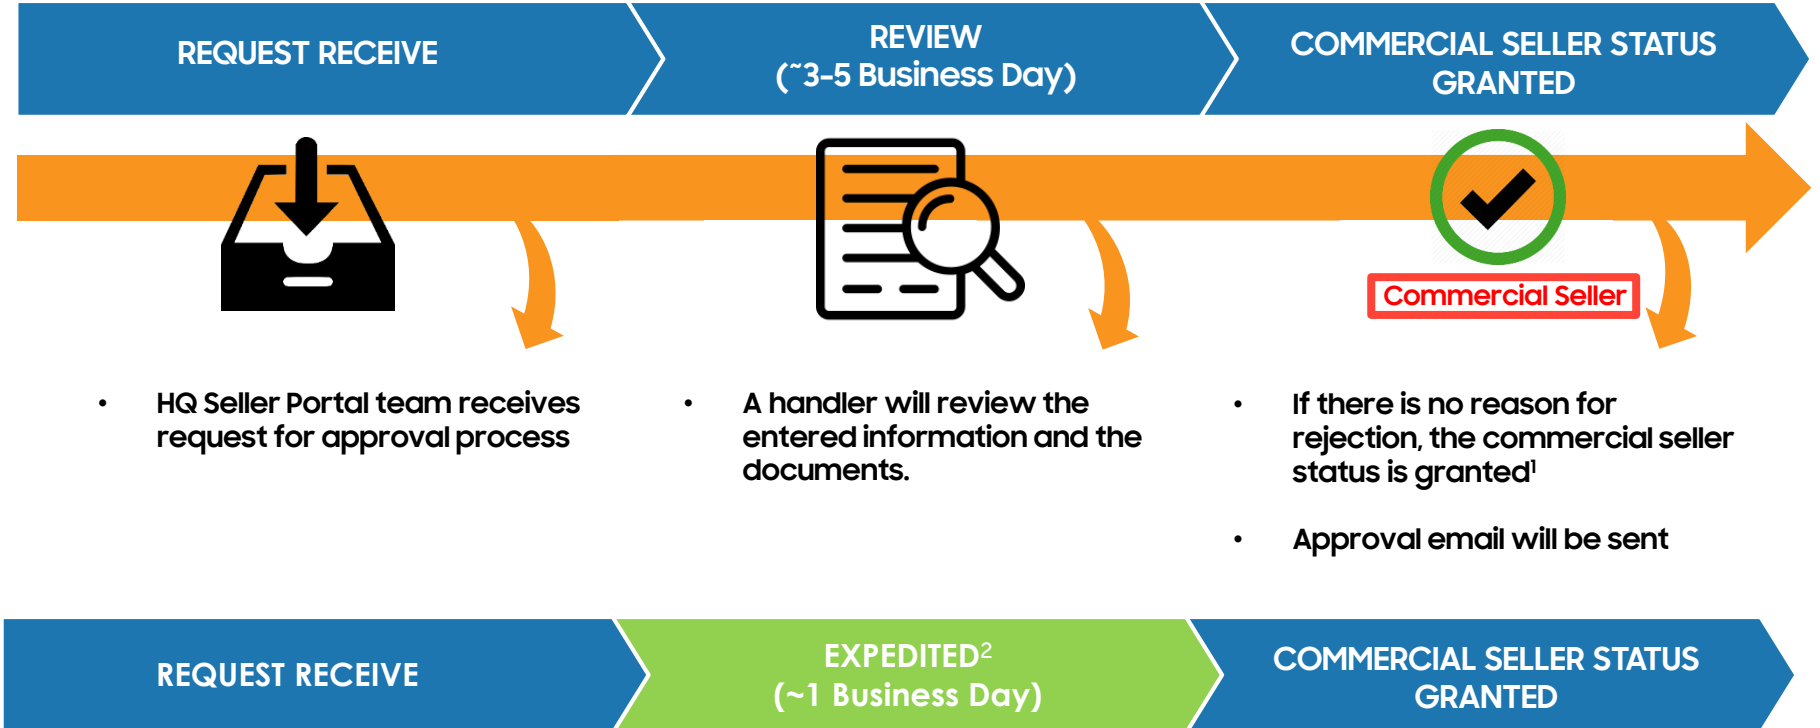 REQUEST RECEIVE
REVIEW
(~3-5 Business Day)
COMMERCIAL SELLER STATUS
GRANTED
Commercial Seller
• HQ Seller Portal team receives
request for approval process
• A handler will review the
entered information and the
documents.
• If there is no reason for
rejection, the commercial seller
status is granted¹
• Approval email will be sent
REQUEST RECEIVE
EXPEDITED²
(~1 Business Day)
COMMERCIAL SELLER STATUS
GRANTED